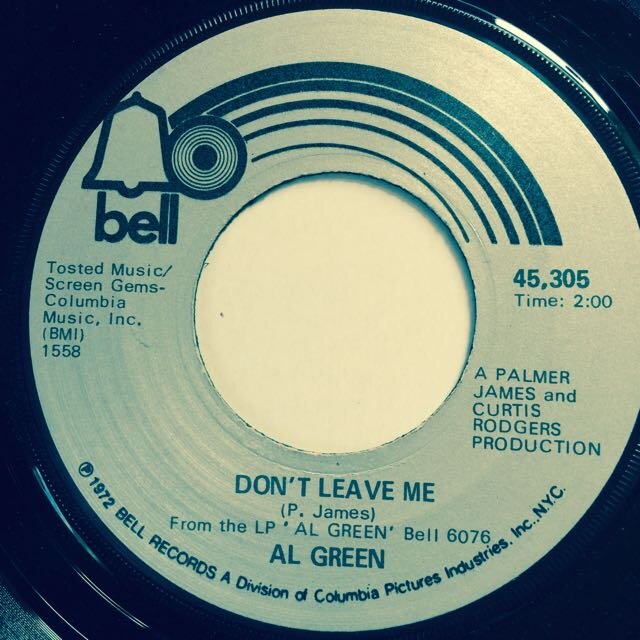 bell
Tosted Music/
Screen Gems-
Columbia
Music, Inc.
(BMI)
1558
45,305
Time: 2:00
A PALMER
JAMES and
CURTIS
RODGERS
PRODUCTION
DON'T LEAVE ME
(P. James)
From the LP 'AL GREEN' Bell 6076
AL GREEN
℗ 1972 BELL RECORDS A Division of Columbia Pictures Industries, Inc., N.Y.C.